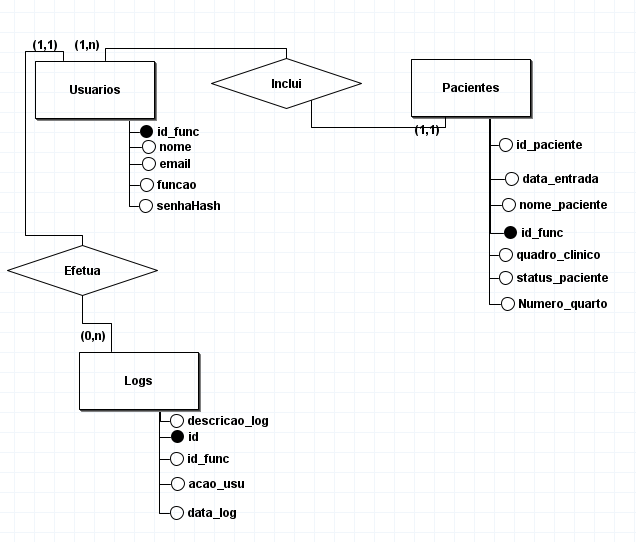 (1,1)
(1,n)
Usuarios
id_func
nome
email
funcao
senhaHash
Inclui
Pacientes
(1,1)
id_paciente
data_entrada
nome_paciente
id_func
quadro_clinico
status_paciente
Numero_quarto
Efetua
(0,n)
Logs
descricao_log
id
id_func
acao_usu
data_log